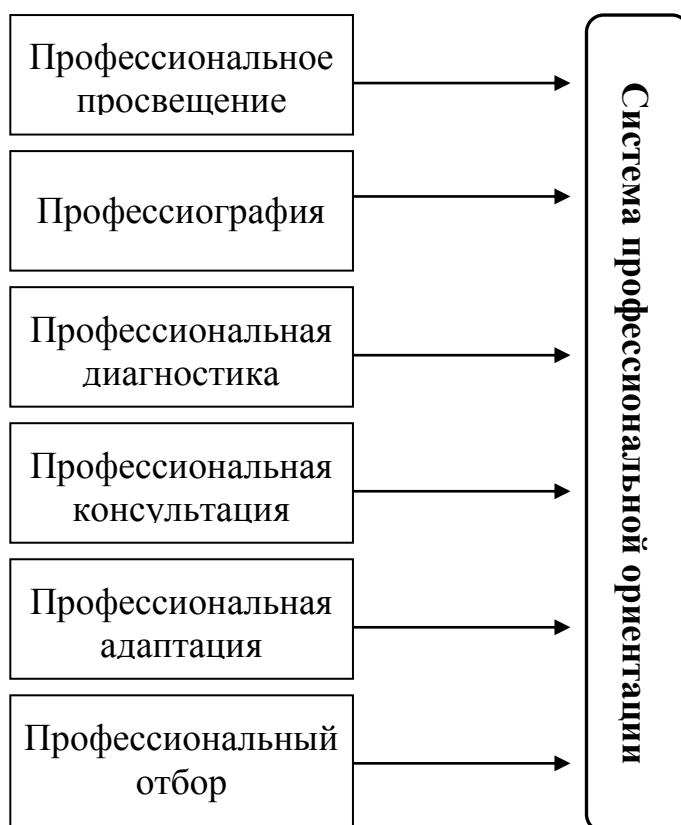 Профессиональное
просвещение
Профессиография
Профессиональная
диагностика
Профессиональная
консультация
Профессиональная
адаптация
Профессиональный
отбор
Система профессиональной ориентации